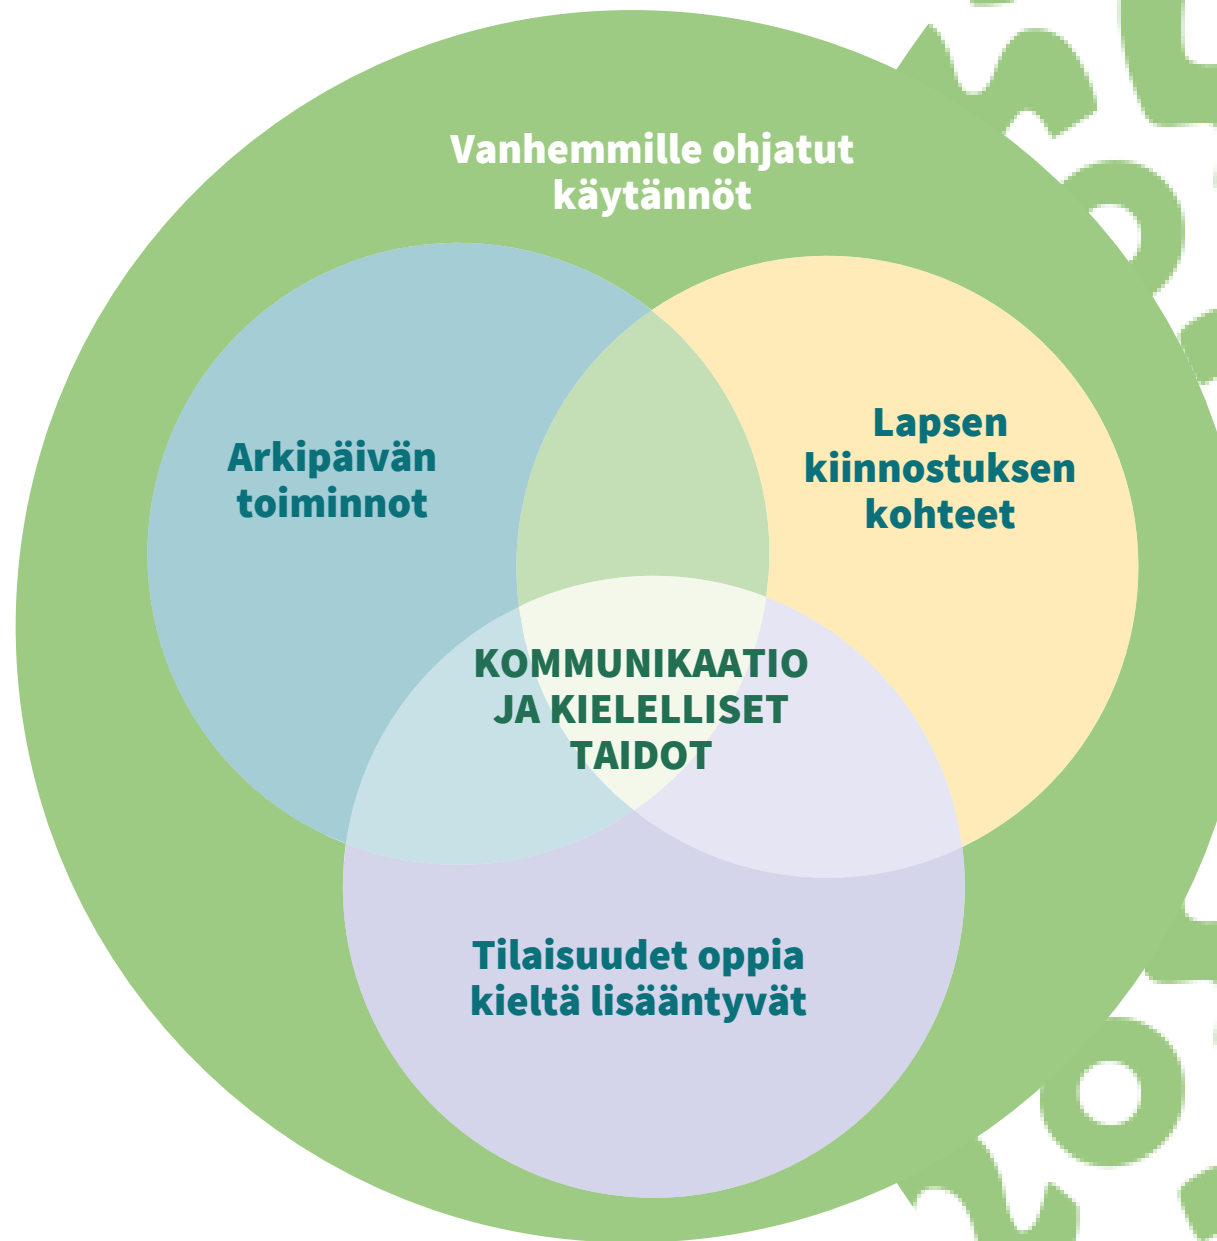 Vanhemmille ohjatut
käytännöt
Arkipäivän
toiminnot
Lapsen
kiinnostuksen
kohteet
KOMMUNIKAATIO
JA KIELELLISET
TAIDOT
Tilaisuudet oppia
kieltä lisääntyvät